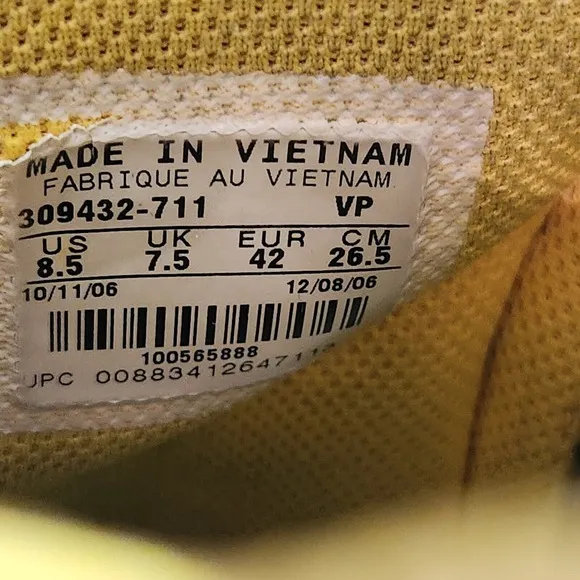 MADE IN VIETNAM
FABRIQUE AU VIETNAM
309432-711 VP
US UK EUR CM
8.5 7.5 42 26.5
10/11/06 12/08/06
100565888
UPC 00883412647